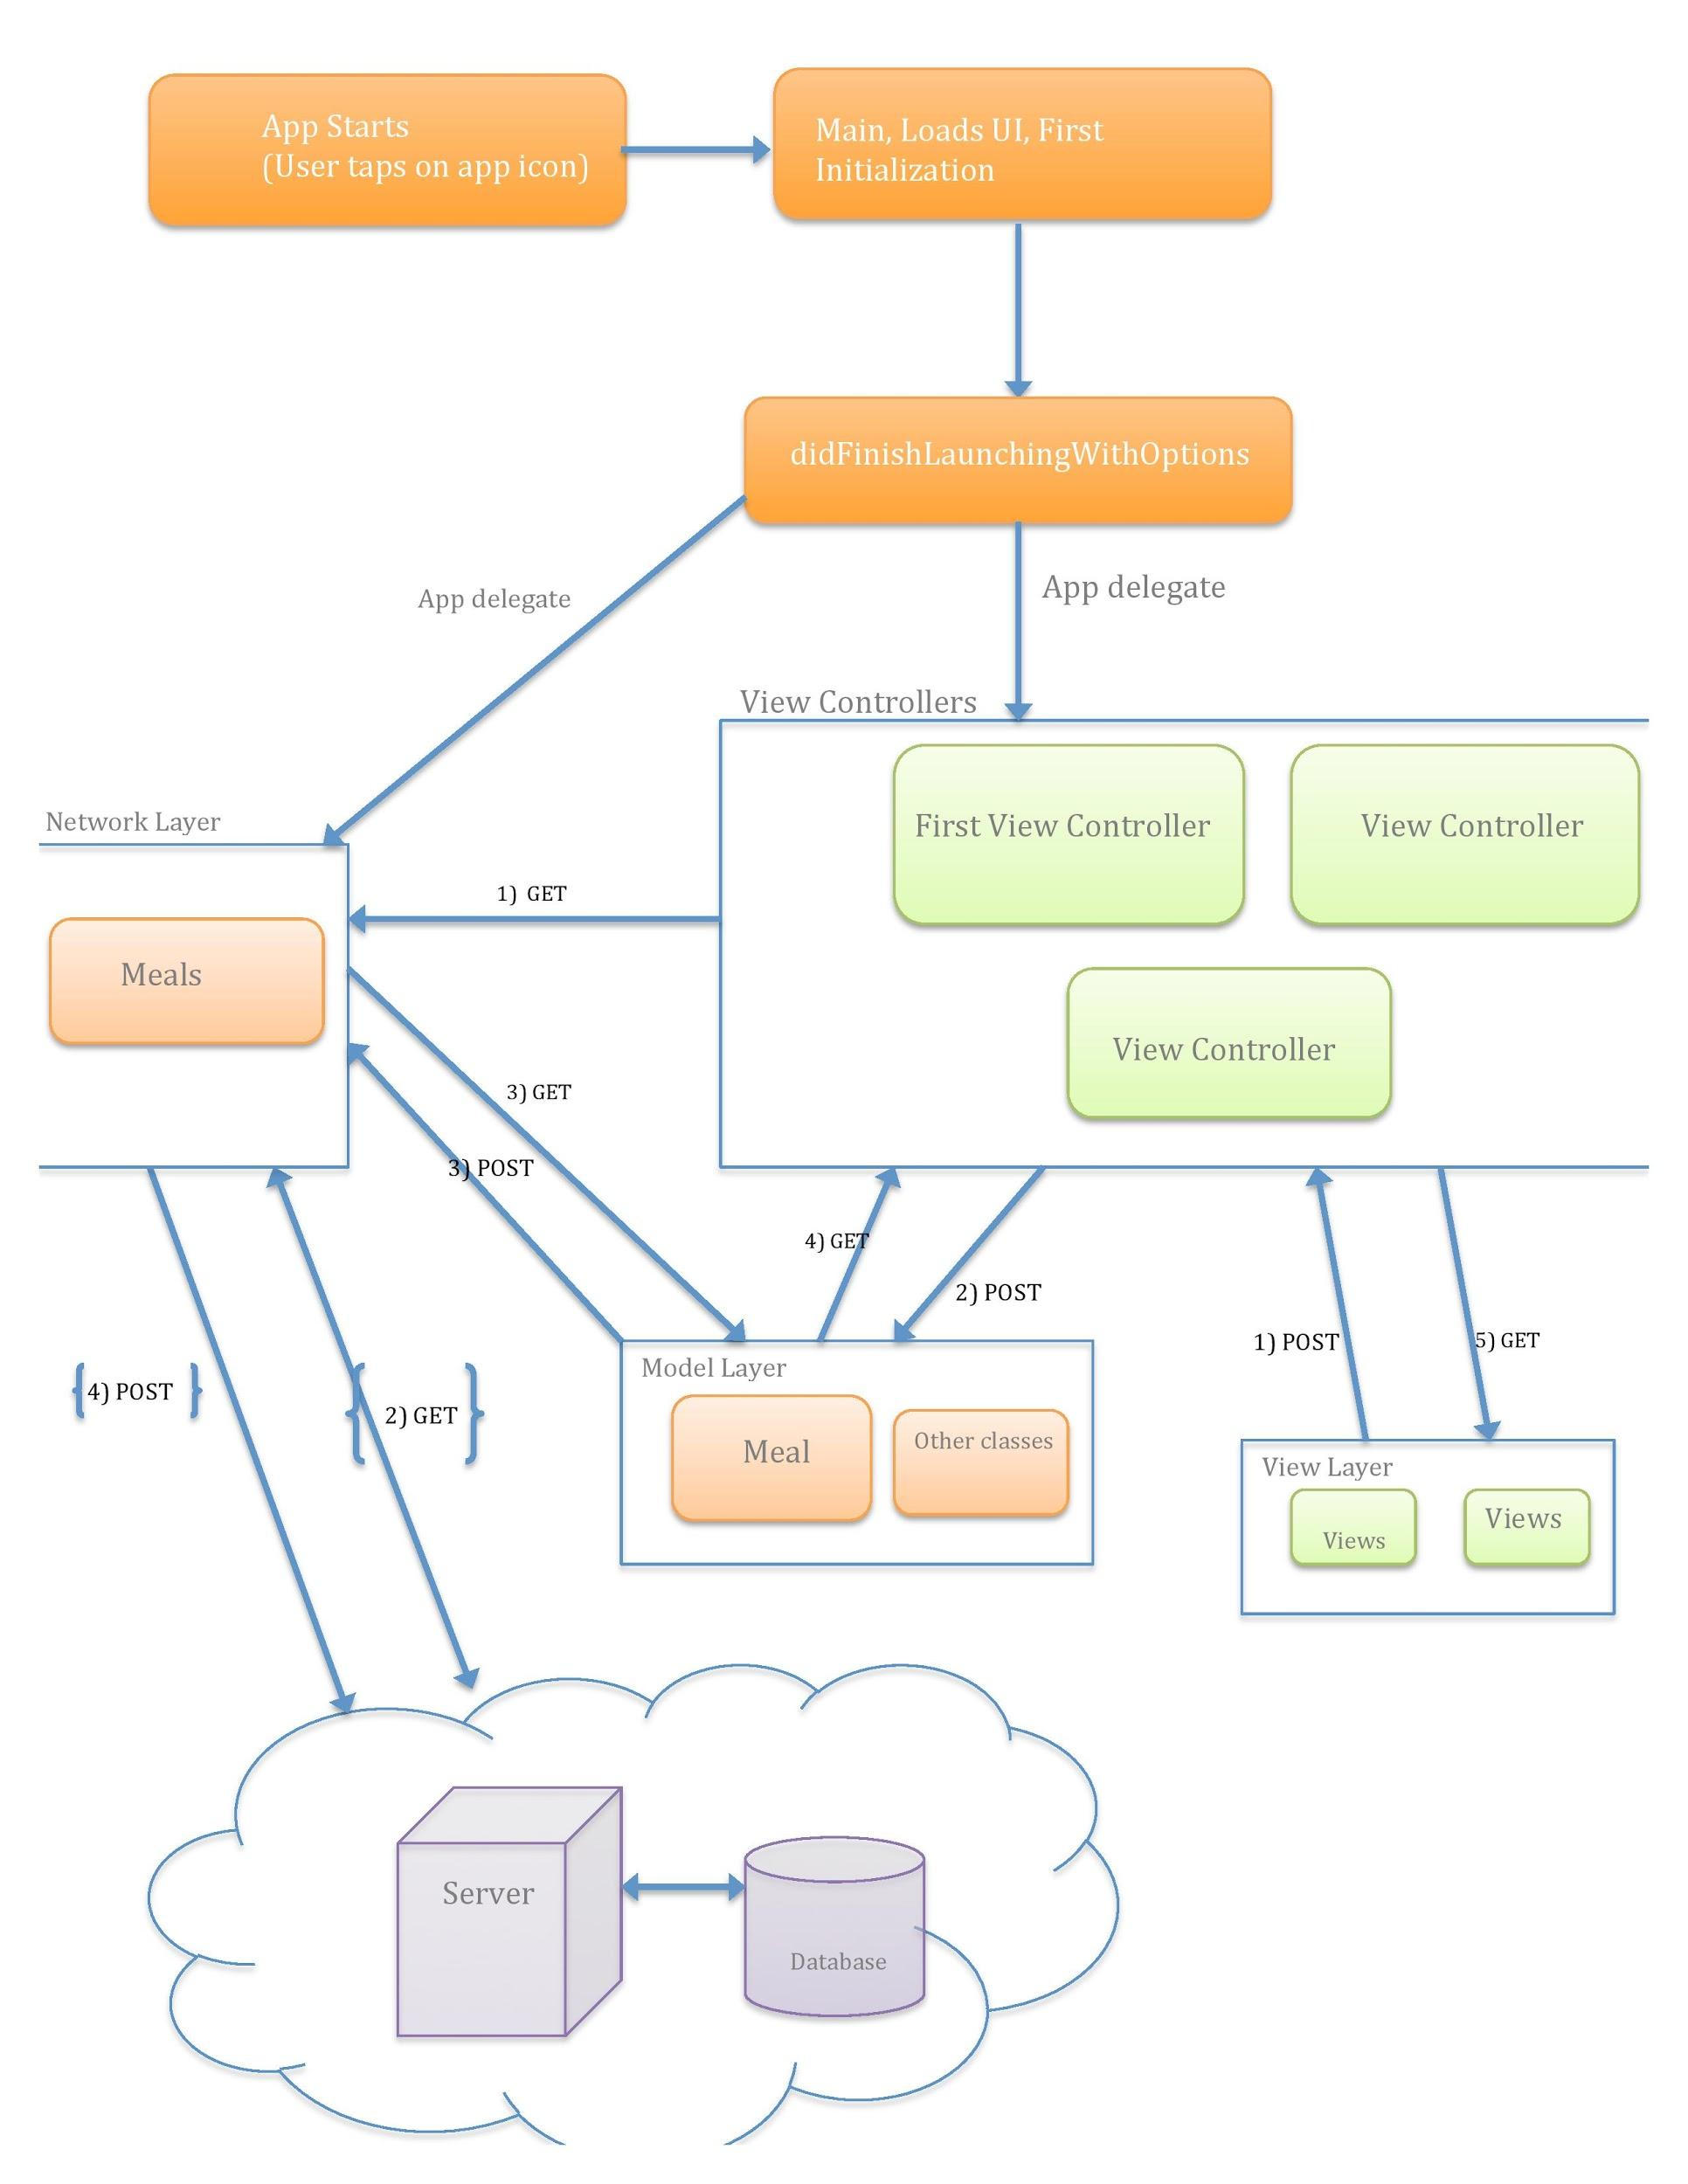 App Starts
(User taps on app icon)
Main, Loads UI, First
Initialization
didFinishLaunchingWithOptions
App delegate
App delegate
View Controllers
First View Controller
View Controller
View Controller
Network Layer
Meals
1) GET
3) GET
3) POST
4) GET
2) POST
1) POST
5) GET
4) POST
2) GET
Model Layer
Meal
Other classes
View Layer
Views
Views
Server
Database